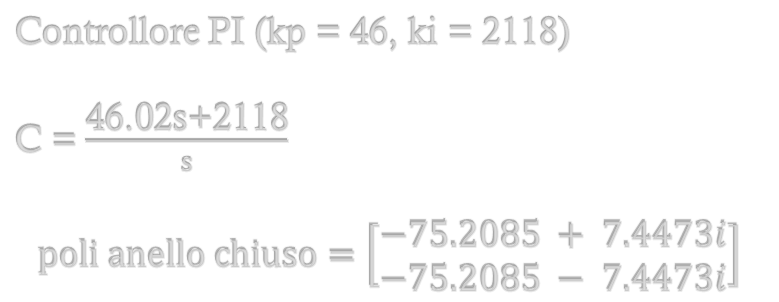 Controllore PI (kp = 46, ki = 2118)
C = 46.02s+2118
s
poli anello chiuso = [−75.2085 + 7.4473i
−75.2085 − 7.4473i]